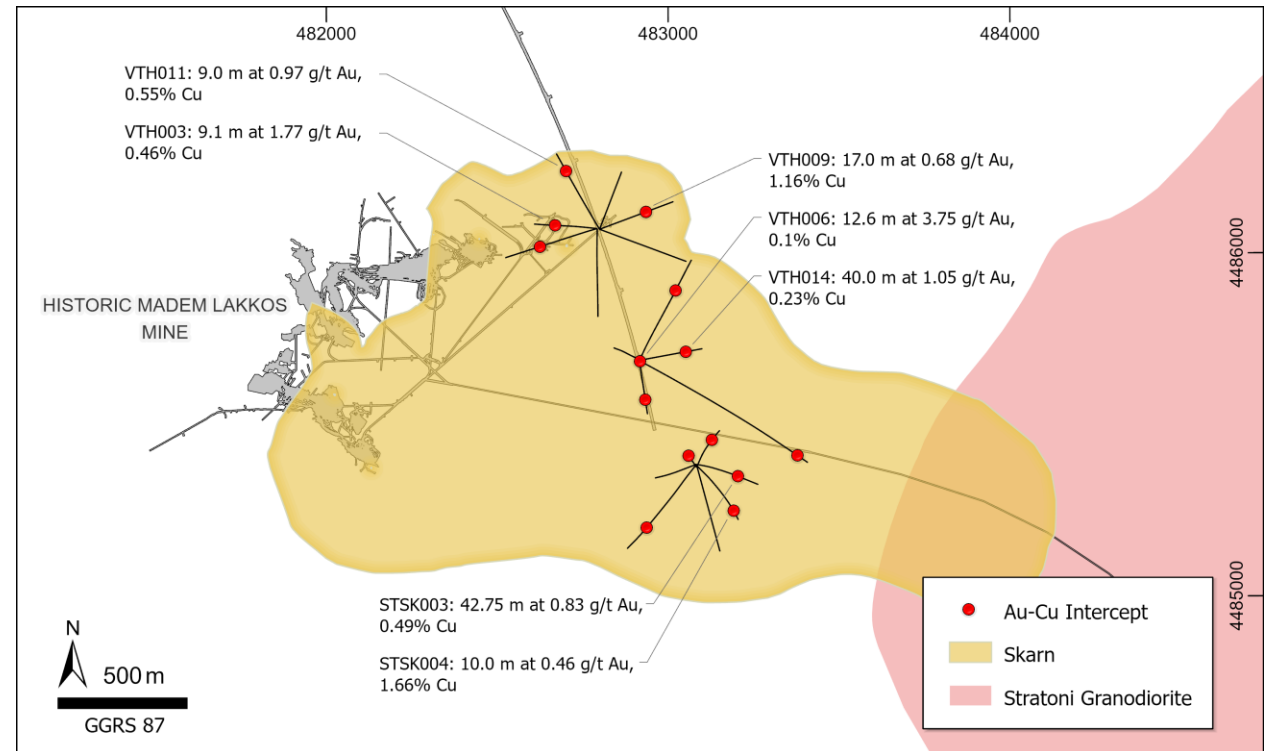 482000
483000
484000
VTH011: 9.0 m at 0.97 g/t Au,
0.55% Cu
VTH003: 9.1 m at 1.77 g/t Au,
0.46% Cu
VTH009: 17.0 m at 0.68 g/t Au,
1.16% Cu
VTH006: 12.6 m at 3.75 g/t Au,
0.1% Cu
VTH014: 40.0 m at 1.05 g/t Au,
0.23% Cu
4486000
HISTORIC MADEM LAKKOS
MINE
4485000
STSK003: 42.75 m at 0.83 g/t Au,
0.49% Cu
STSK004: 10.0 m at 0.46 g/t Au,
1.66% Cu
N
500 m
GGRS 87
Au-Cu Intercept
Skarn
Stratoni Granodiorite